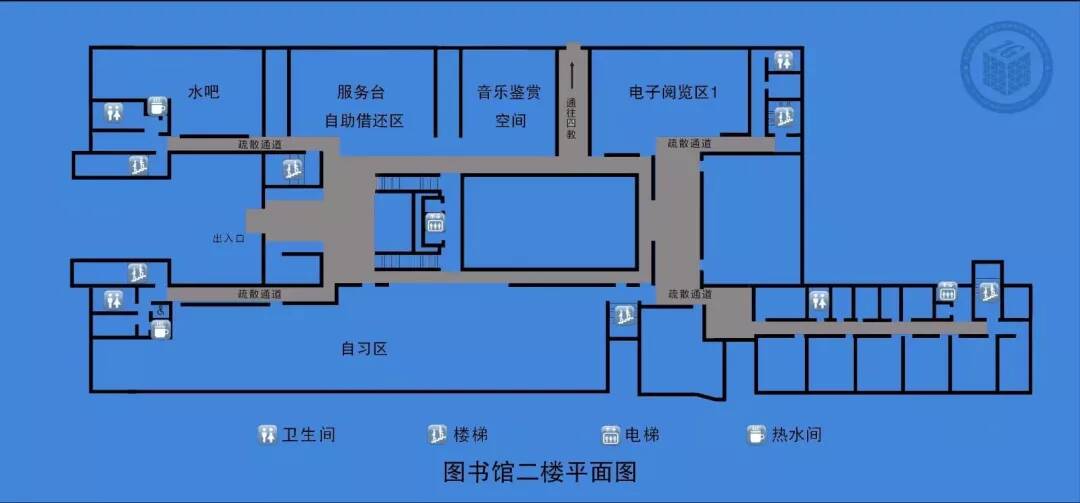 水吧
服务台
自助借还区
音乐鉴赏
空间
通往四教
电子阅览区1
疏散通道
疏散通道
出入口
疏散通道
疏散通道
自习区
卫生间
楼梯
电梯
热水间
图书馆二楼平面图